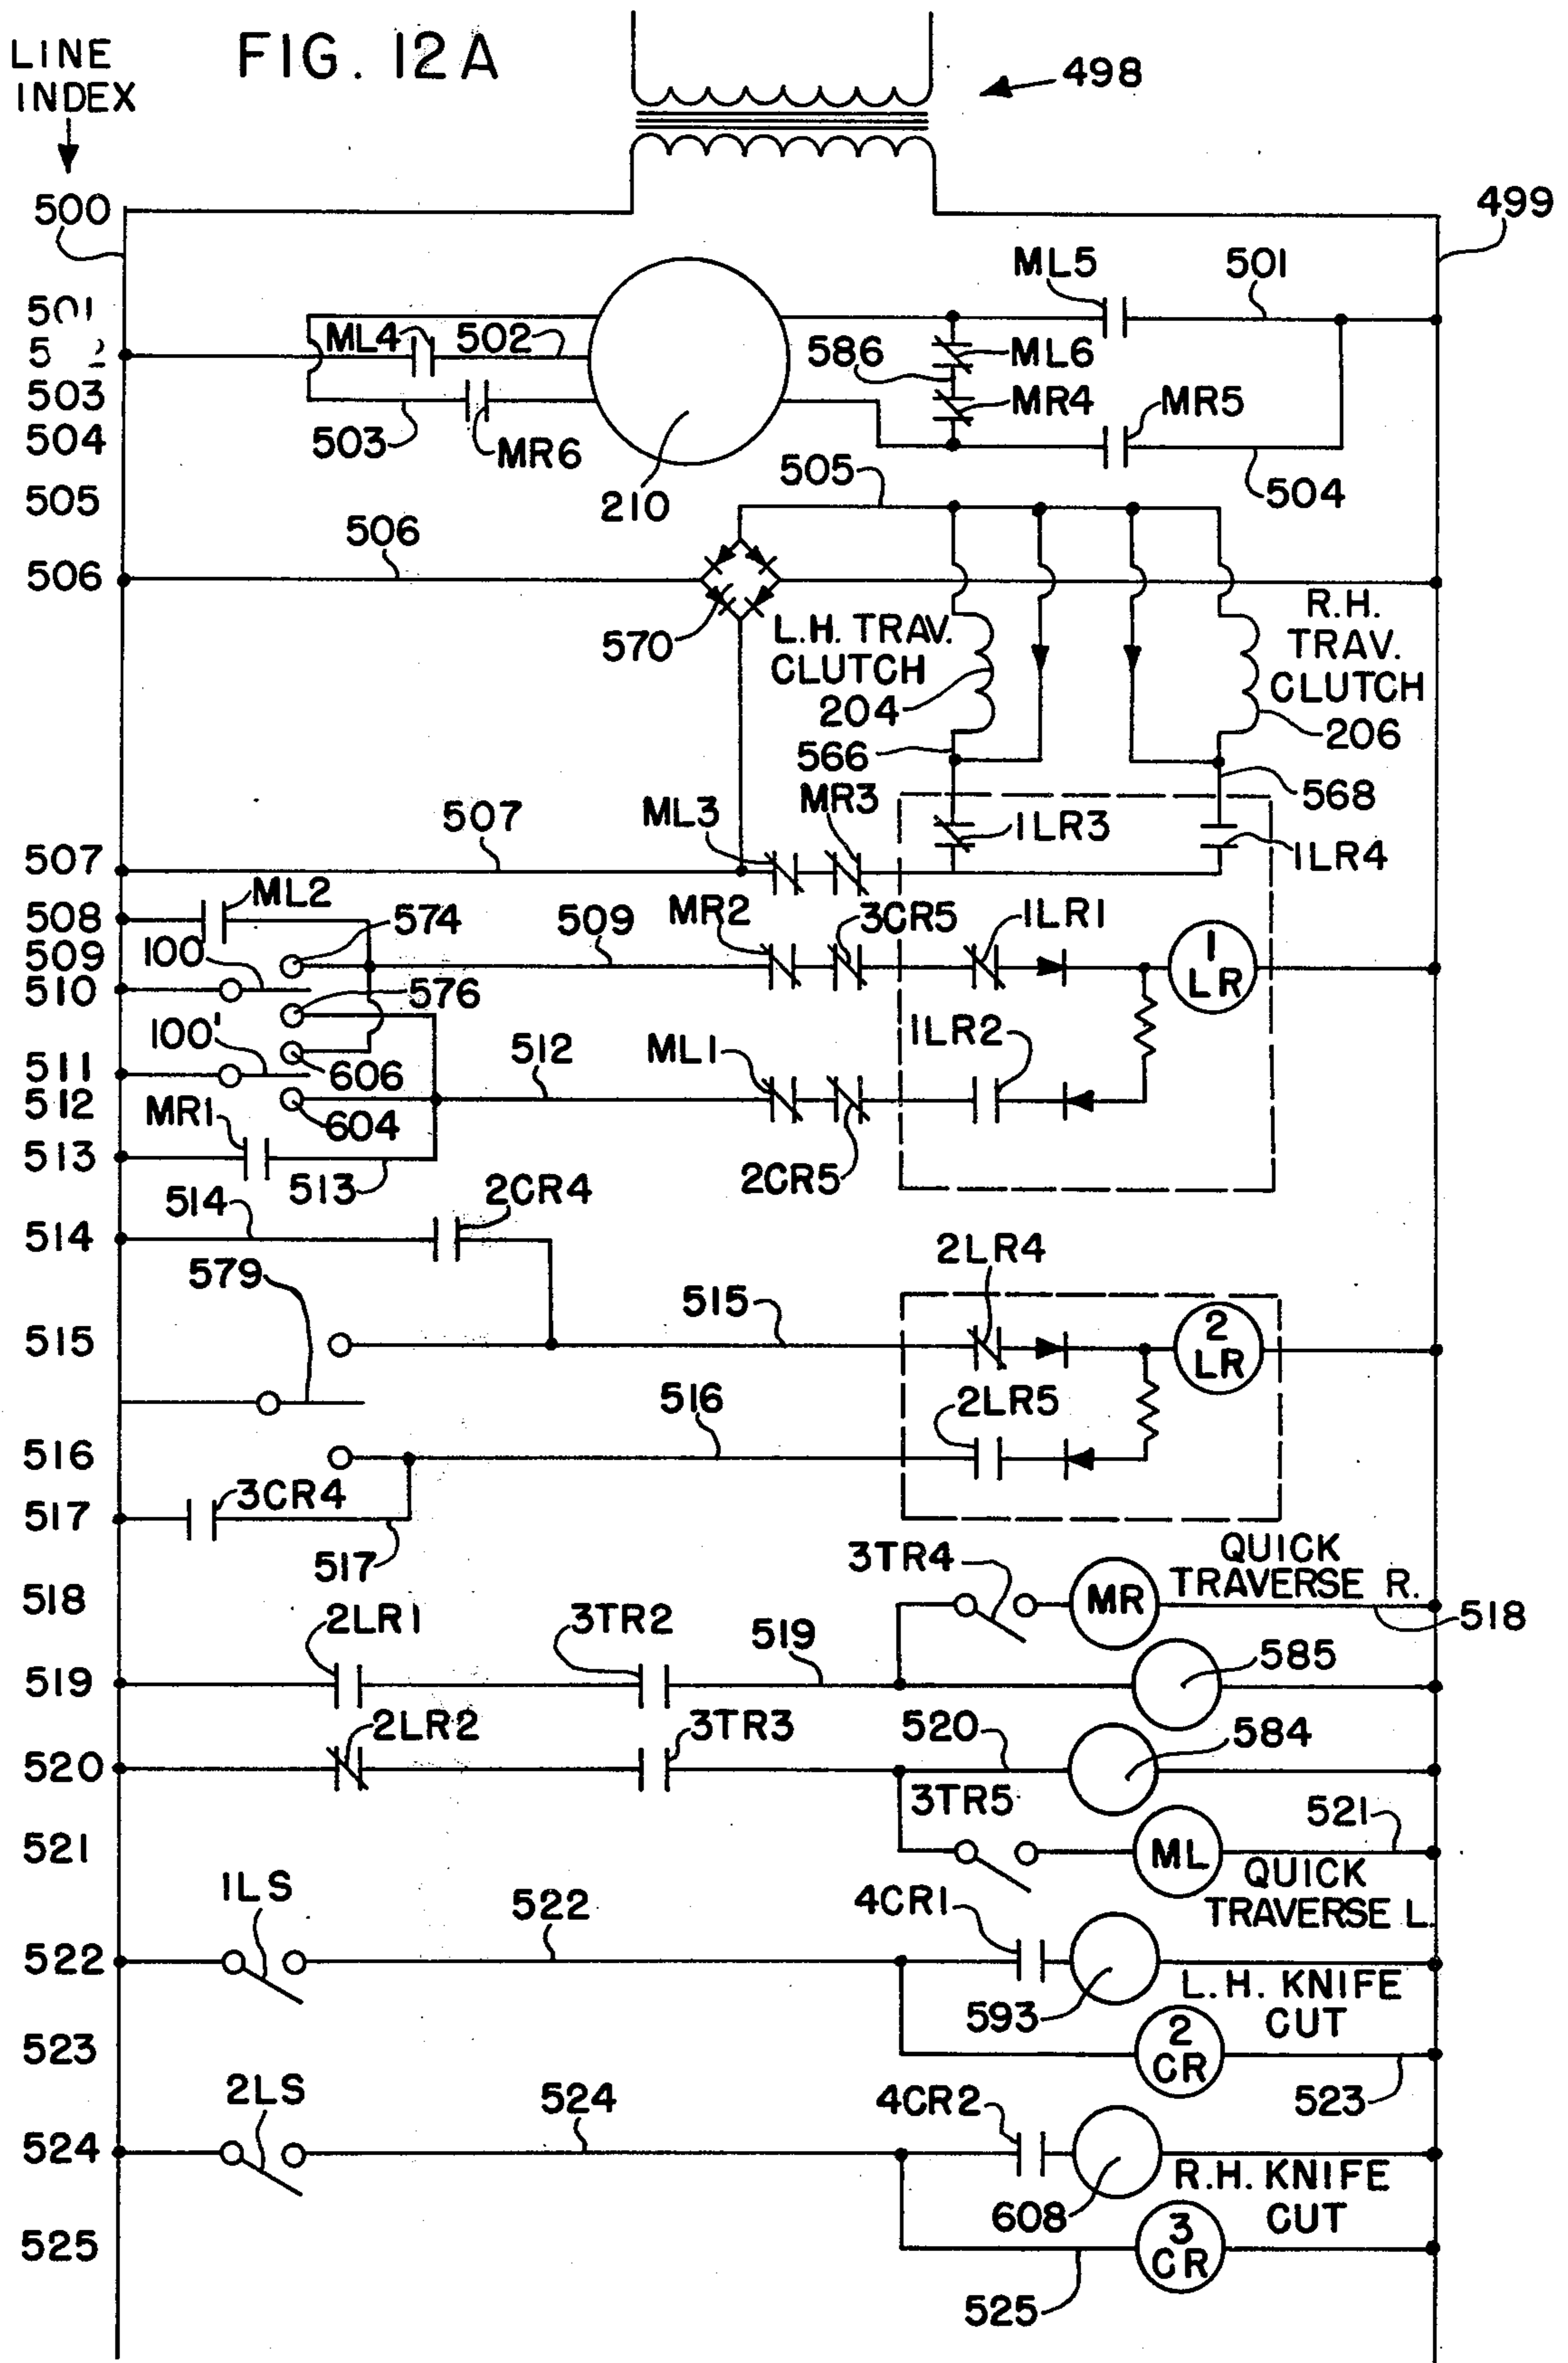 LINE
INDEX
FIG. 12A
498
500
499
ML5
501
501
ML4
502
586
ML6
503
MR4
MR5
504
503
MR6
210
505
504
505
506
506
570
L.H. TRAV.
CLUTCH
204
R.H.
TRAV.
CLUTCH
206
566
568
507
ML3
MR3
1LR3
1LR4
507
508
ML2
574
509
MR2
3CR5
1LR1
1
LR
509
100
510
576
100'
511
606
512
ML1
1LR2
512
604
MR1
513
513
2CR5
514
2CR4
514
579
515
2LR4
2
LR
515
516
2LR5
516
3CR4
517
517
3TR4
QUICK
TRAVERSE R.
MR
518
518
2LR1
3TR2
519
585
519
2LR2
3TR3
520
584
520
3TR5
521
ML
521
QUICK
TRAVERSE L.
1LS
522
4CR1
522
593
L.H. KNIFE
CUT
523
2
CR
523
2LS
524
4CR2
524
608
R.H. KNIFE
CUT
525
3
CR
525